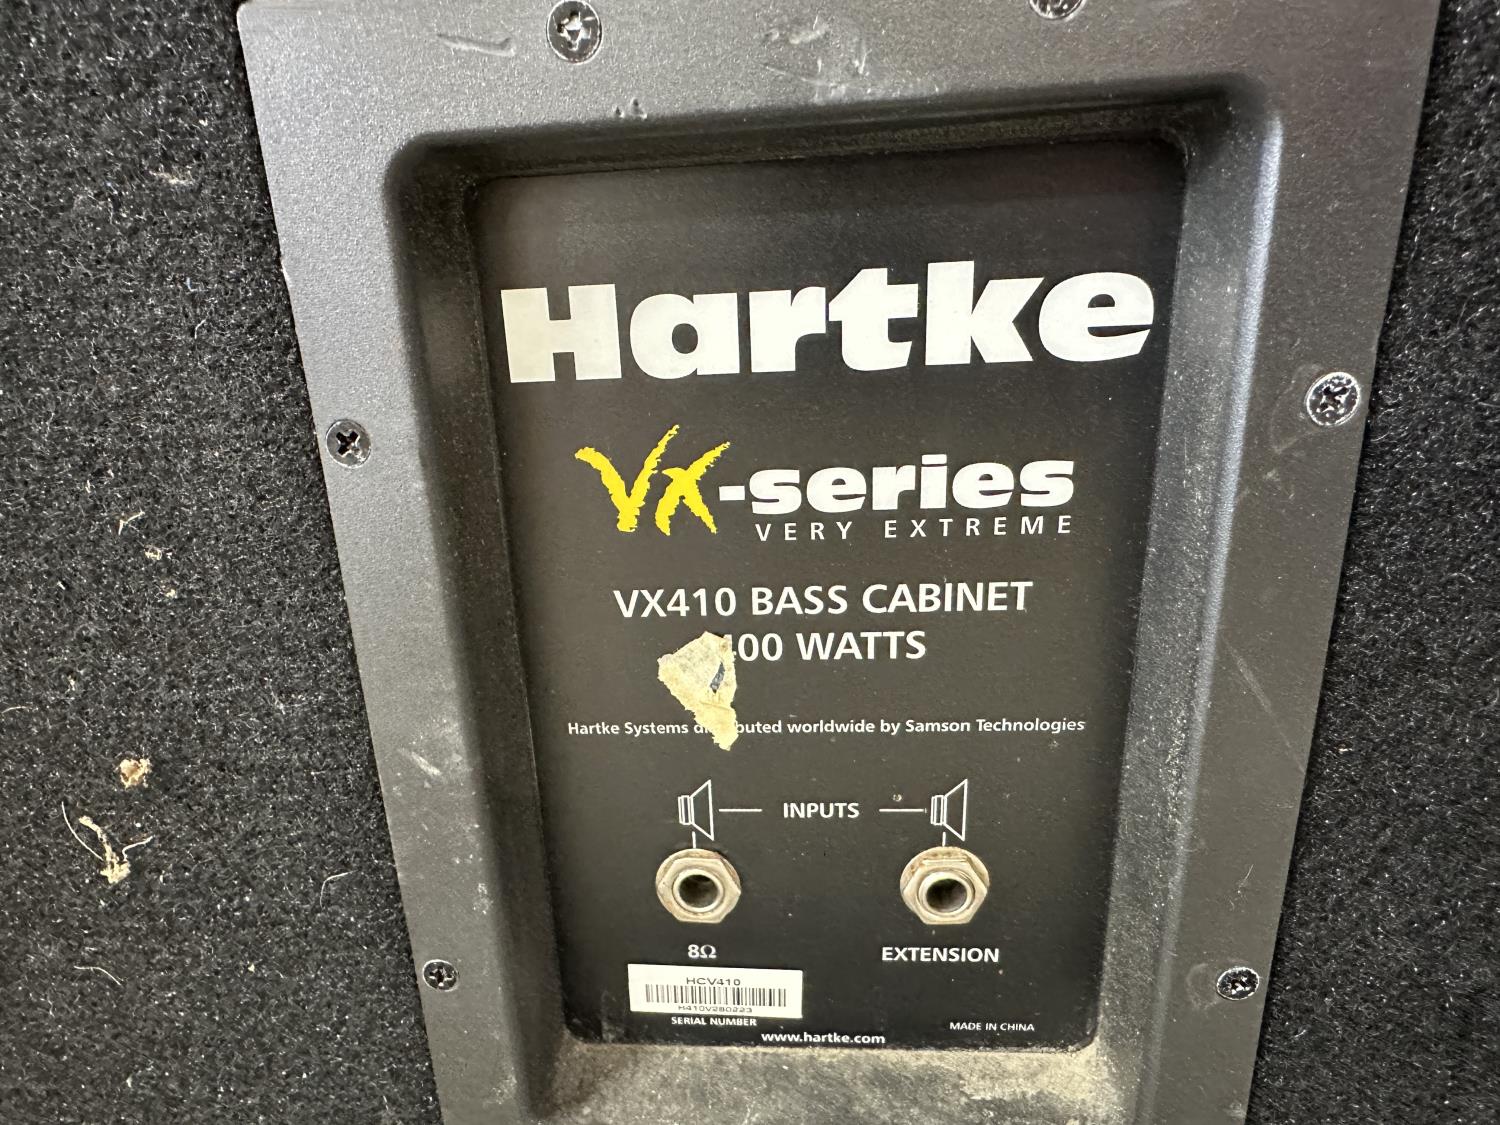 Hartke
VX-series
VERY EXTREME
VX410 BASS CABINET
400 WATTS
Hartke Systems distributed worldwide by Samson Technologies
INPUTS
8Ω EXTENSION
HCV410
H410V280223
SERIAL NUMBER
MADE IN CHINA
www.hartke.com